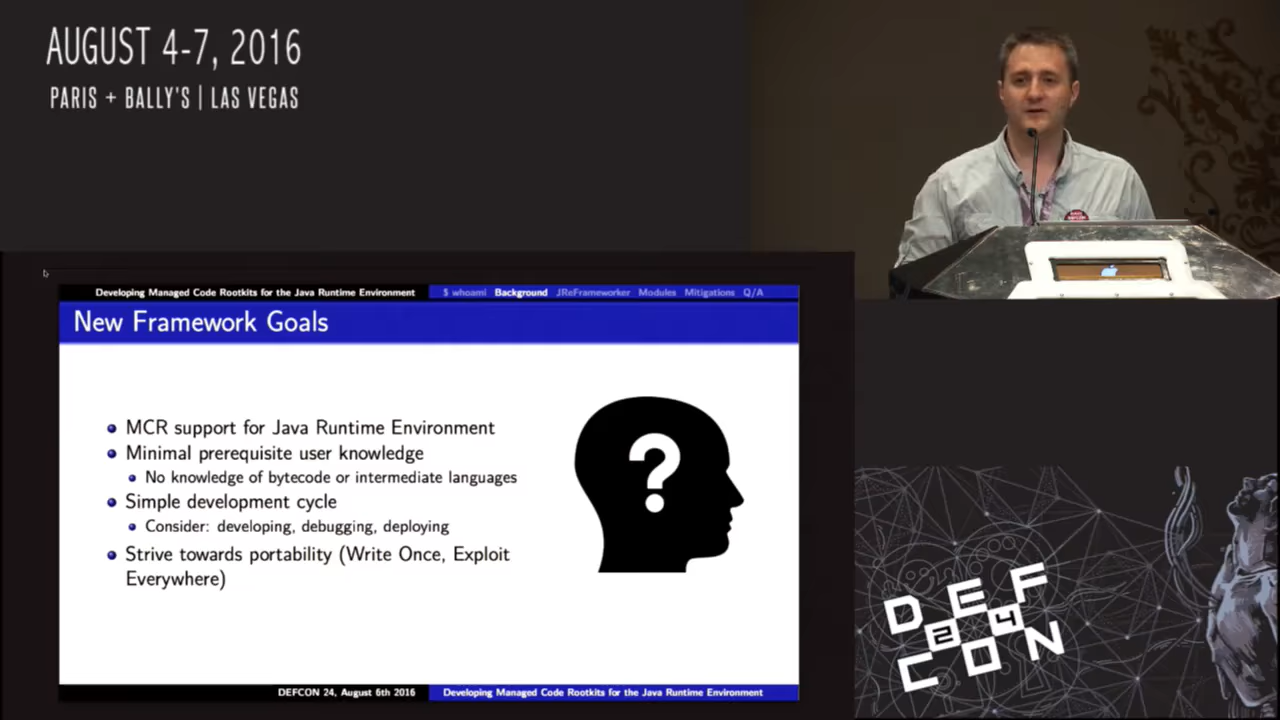 AUGUST 4-7, 2016
PARIS + BALLY'S | LAS VEGAS
Developing Managed Code Rootkits for the Java Runtime Environment
$ whoami Background JReFrameworker Modules Mitigations Q/A
New Framework Goals
MCR support for Java Runtime Environment
Minimal prerequisite user knowledge
No knowledge of bytecode or intermediate languages
Simple development cycle
Consider: developing, debugging, deploying
Strive towards portability (Write Once, Exploit
Everywhere)
?
DEFCON 24, August 6th 2016
Developing Managed Code Rootkits for the Java Runtime Environment
DEF
24
CON